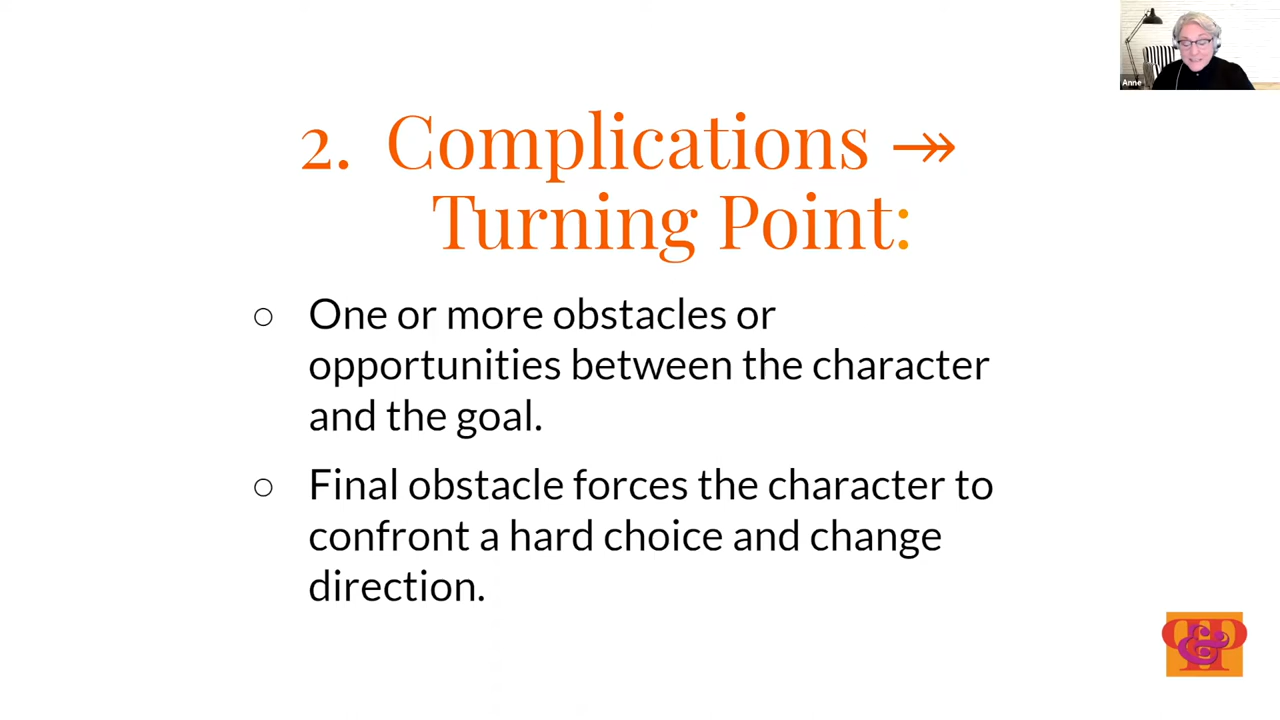 Anne
2. Complications ↠
Turning Point:
○ One or more obstacles or
opportunities between the character
and the goal.
○ Final obstacle forces the character to
confront a hard choice and change
direction.
P&P